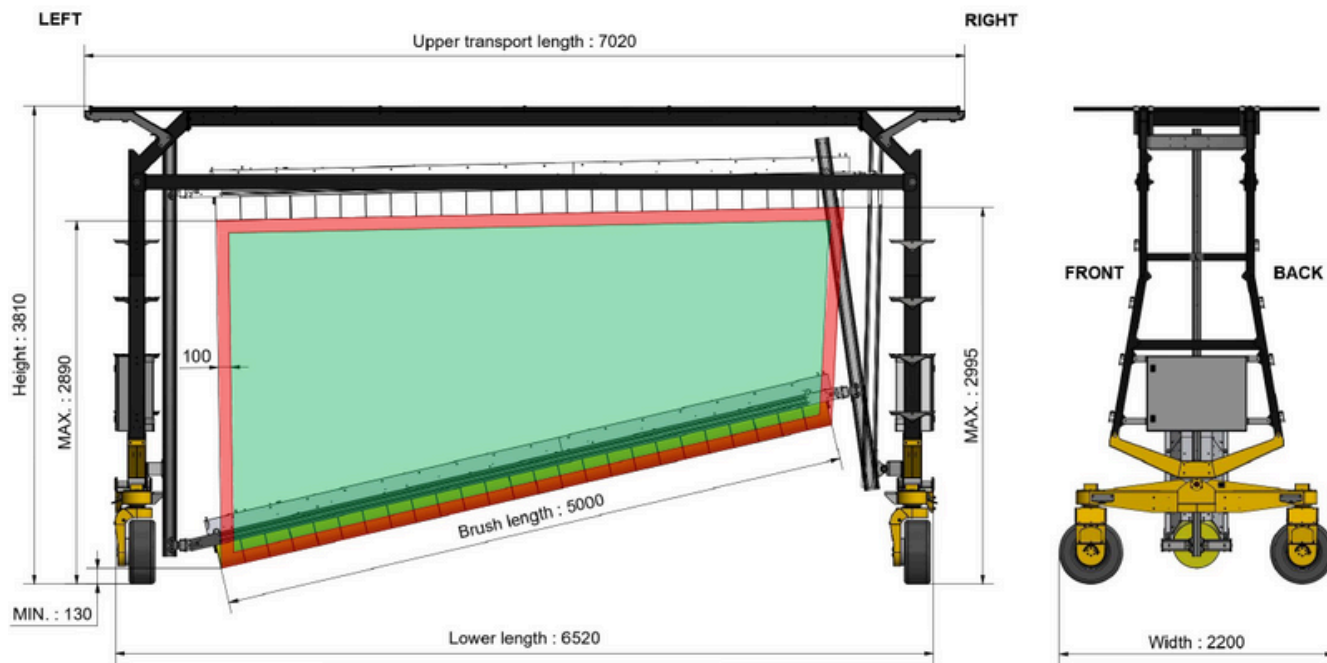 LEFT
RIGHT
Upper transport length : 7020
Height : 3810
MAX. : 2890
100
MAX. : 2995
FRONT
BACK
Brush length : 5000
MIN. : 130
Lower length : 6520
Width : 2200